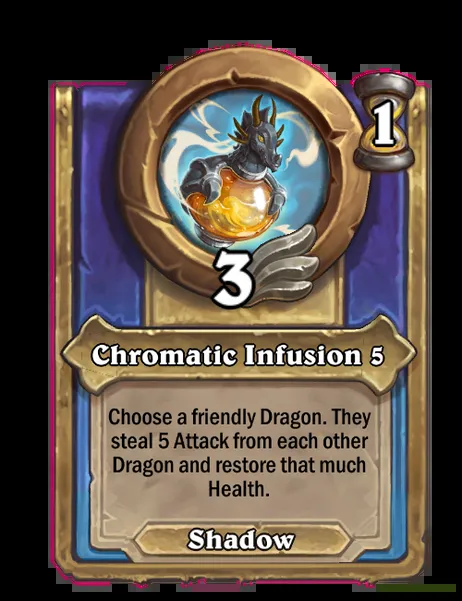 1
3
Chromatic Infusion 5
Choose a friendly Dragon. They
steal 5 Attack from each other
Dragon and restore that much
Health.
Shadow